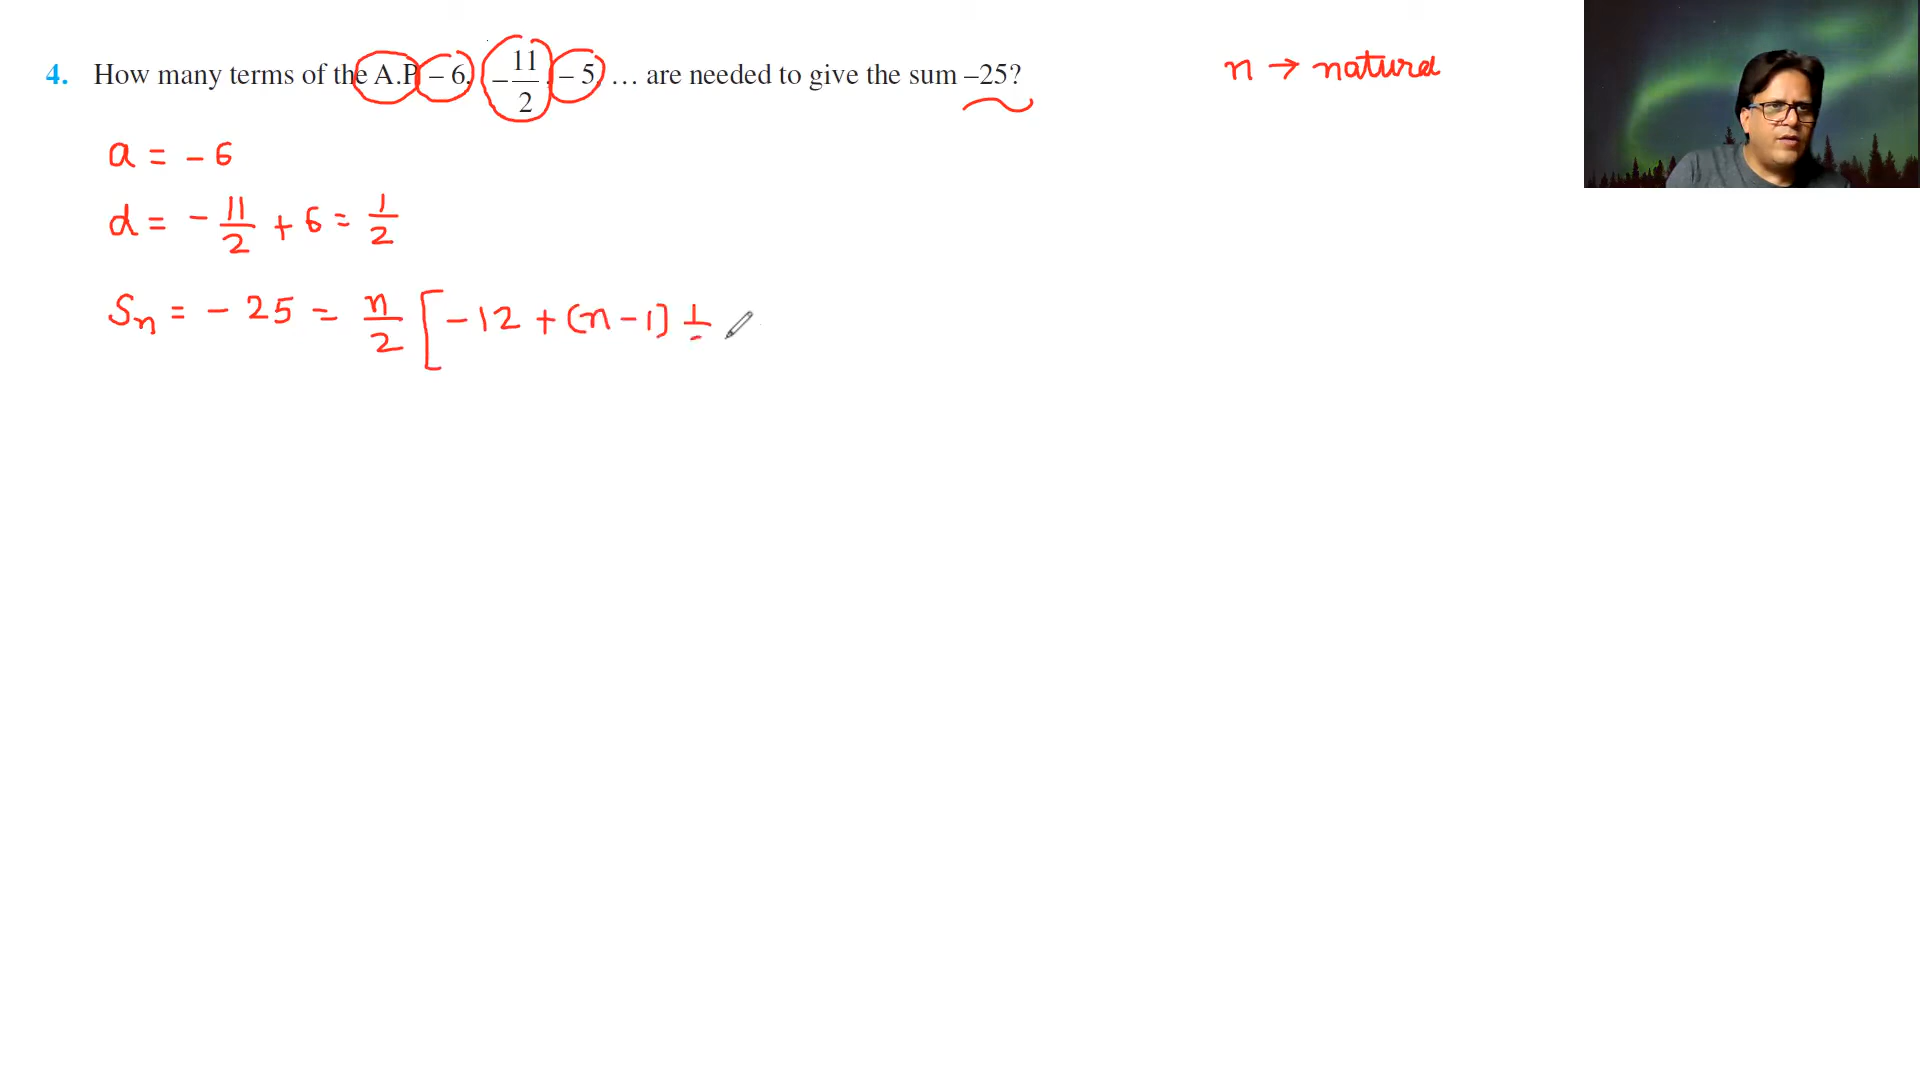 4. How many terms of the A.P. – 6, –11/2, – 5, … are needed to give the sum –25?
n → natural
a = - 6
d = - 11/2 + 6 = 1/2
Sn = - 25 = n/2 [ -12 + (n - 1) 1